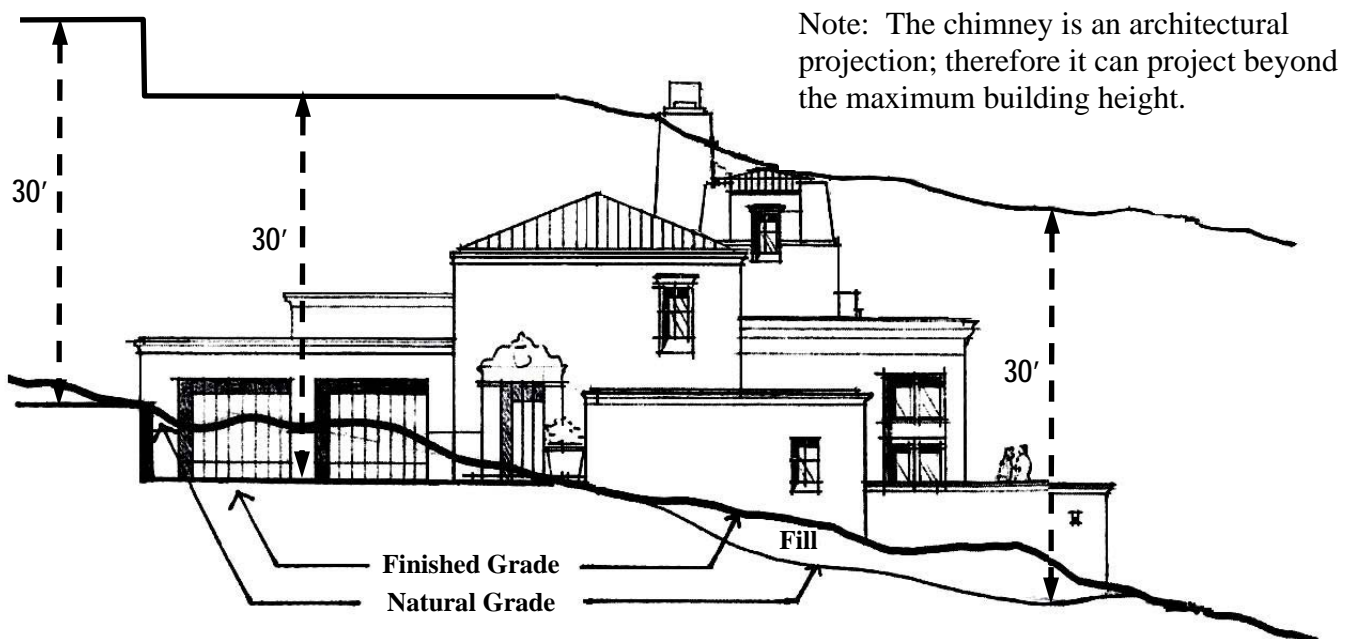 Note:  The chimney is an architectural
projection; therefore it can project beyond
the maximum building height.
30′
30′
30′
Fill
Finished Grade
Natural Grade